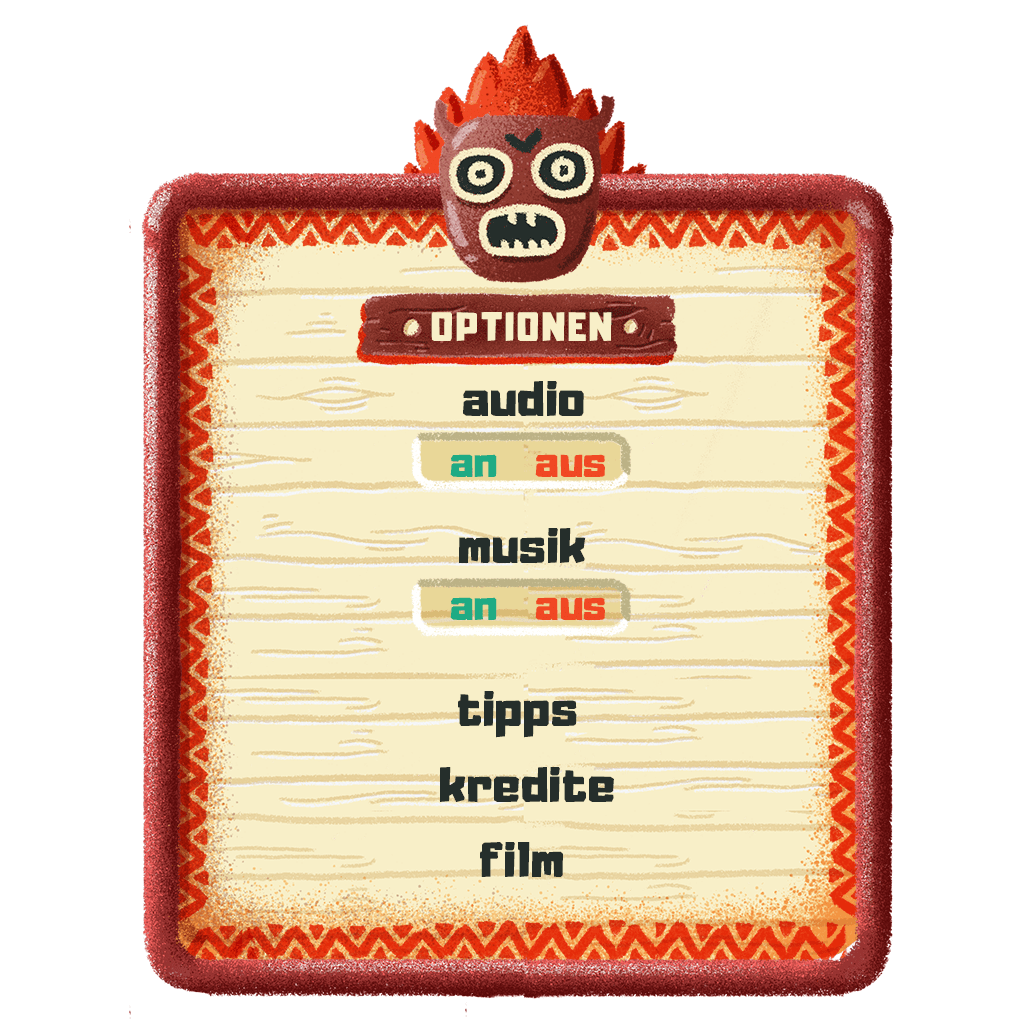 OPTIONEN
audio
an aus
musik
an aus
tipps
kredite
film